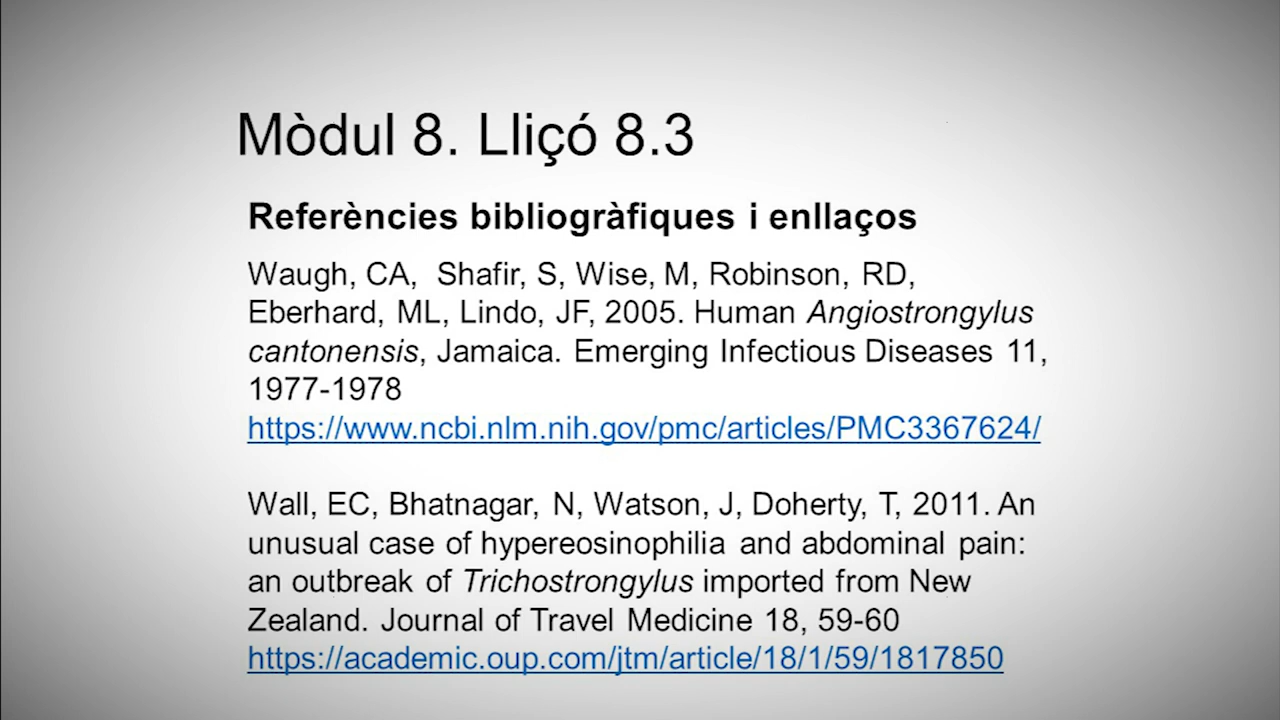 Mòdul 8. Lliçó 8.3
Referències bibliogràfiques i enllaços
Waugh, CA, Shafir, S, Wise, M, Robinson, RD,
Eberhard, ML, Lindo, JF, 2005. Human Angiostrongylus
cantonensis, Jamaica. Emerging Infectious Diseases 11,
1977-1978
https://www.ncbi.nlm.nih.gov/pmc/articles/PMC3367624/
Wall, EC, Bhatnagar, N, Watson, J, Doherty, T, 2011. An
unusual case of hypereosinophilia and abdominal pain:
an outbreak of Trichostrongylus imported from New
Zealand. Journal of Travel Medicine 18, 59-60
https://academic.oup.com/jtm/article/18/1/59/1817850